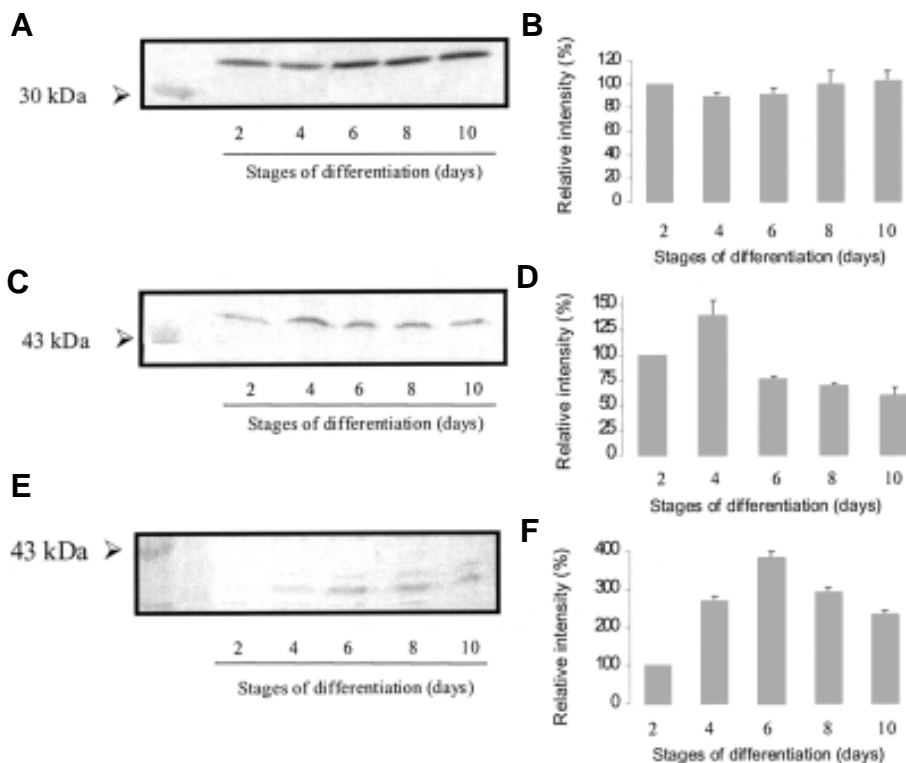 A
30 kDa
2 4 6 8 10
Stages of differentiation (days)
B
Relative intensity (%)
120
100
80
60
40
20
0
2 4 6 8 10
Stages of differentiation (days)
C
43 kDa
2 4 6 8 10
Stages of differentiation (days)
D
Relative intensity (%)
150
125
100
75
50
25
0
2 4 6 8 10
Stages of differentiation (days)
E
43 kDa
2 4 6 8 10
Stages of differentiation (days)
F
Relative intensity (%)
400
300
200
100
0
2 4 6 8 10
Stages of differentiation (days)